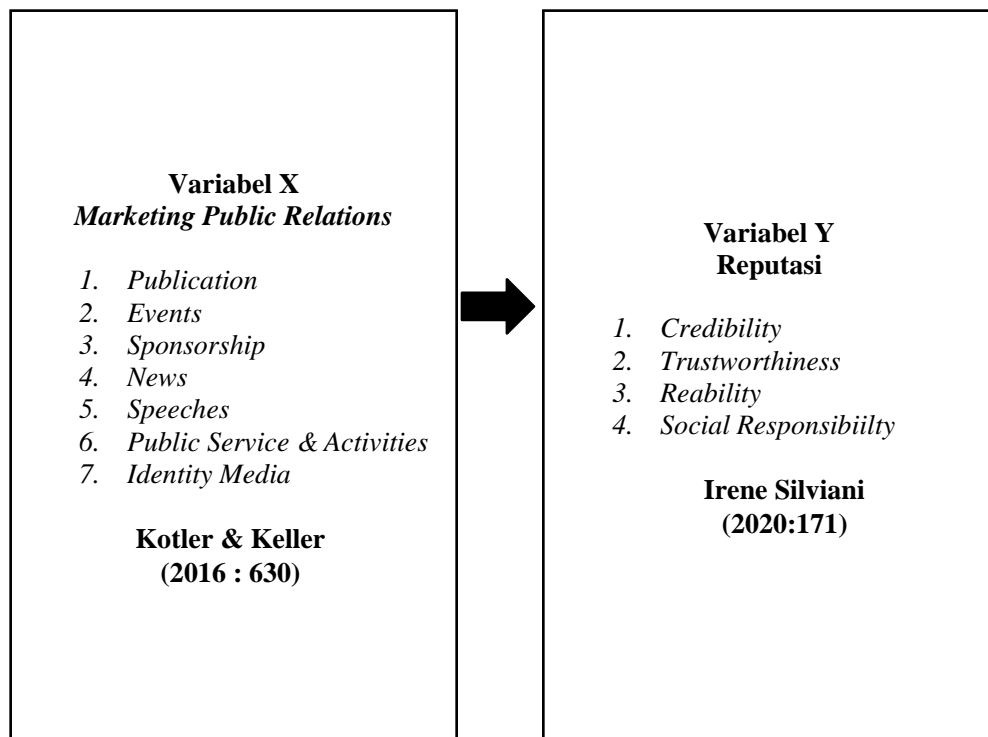 Variabel X
Marketing Public Relations
1. Publication
2. Events
3. Sponsorship
4. News
5. Speeches
6. Public Service & Activities
7. Identity Media
Kotler & Keller
(2016 : 630)
Variabel Y
Reputasi
1. Credibility
2. Trustworthiness
3. Reability
4. Social Responsibiilty
Irene Silviani
(2020:171)